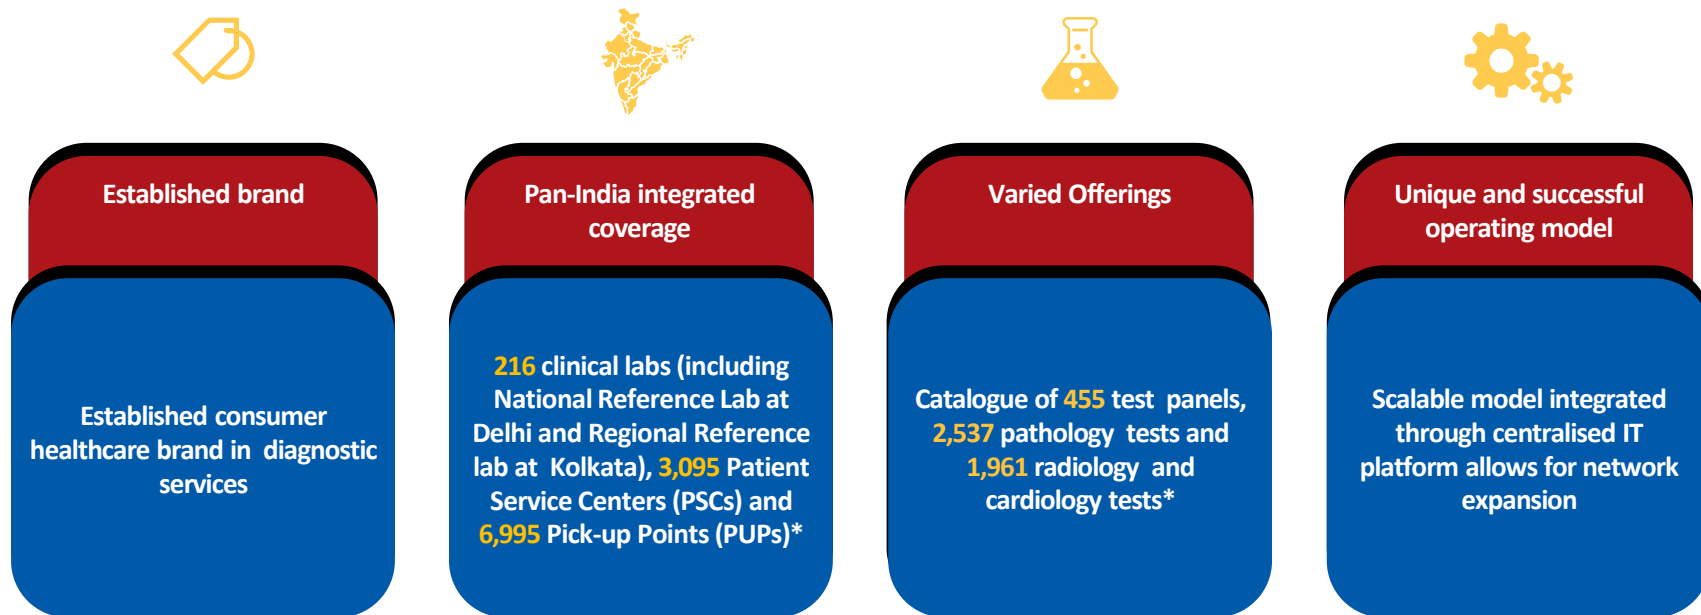 Established brand
Established consumer
healthcare brand in diagnostic
services
Pan-India integrated
coverage
216 clinical labs (including
National Reference Lab at
Delhi and Regional Reference
lab at Kolkata), 3,095 Patient
Service Centers (PSCs) and
6,995 Pick-up Points (PUPs)*
Varied Offerings
Catalogue of 455 test panels,
2,537 pathology tests and
1,961 radiology and
cardiology tests*
Unique and successful
operating model
Scalable model integrated
through centralised IT
platform allows for network
expansion